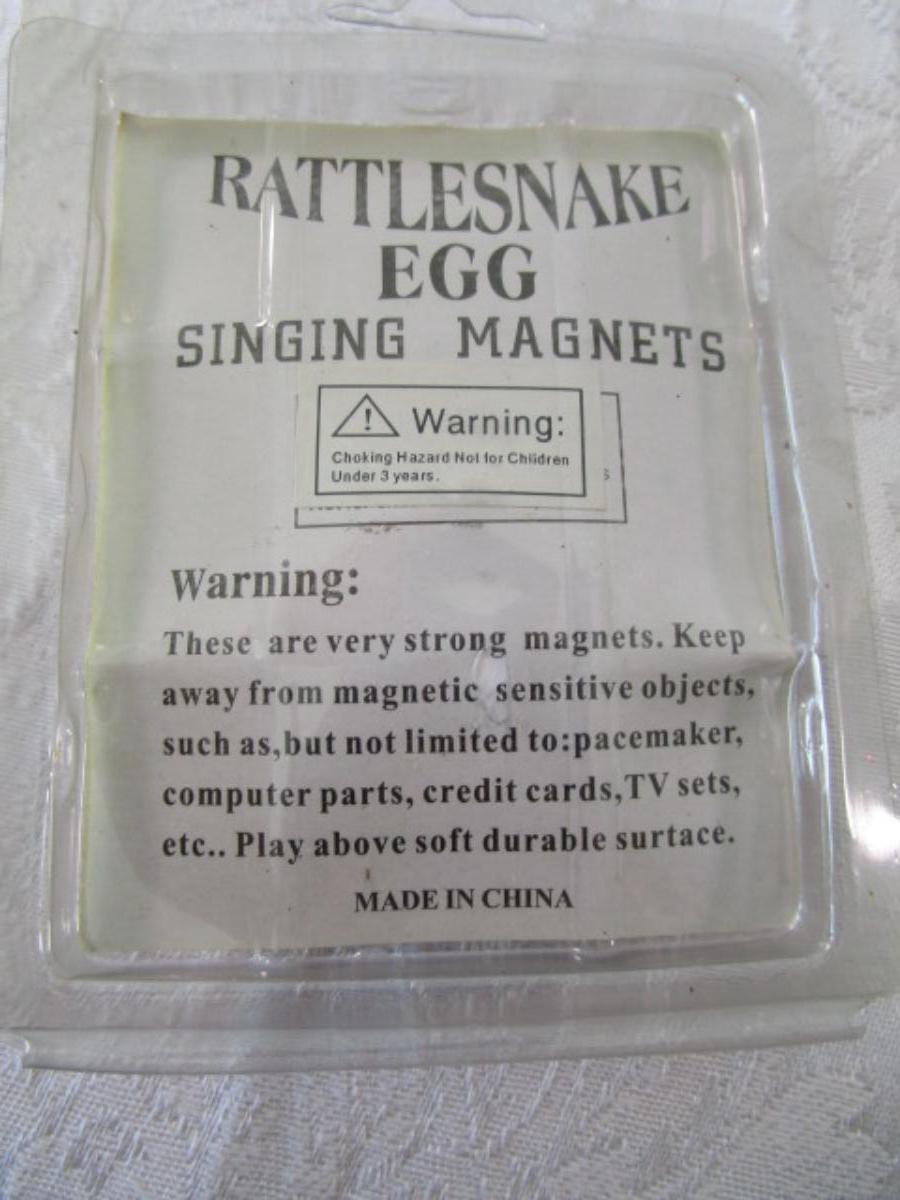 RATTLESNAKE
EGG
SINGING MAGNETS
Warning:
Choking Hazard Not for Children
Under 3 years.
Warning:
These are very strong magnets. Keep
away from magnetic sensitive objects,
such as,but not limited to:pacemaker,
computer parts, credit cards,TV sets,
etc.. Play above soft durable surtace.
MADE IN CHINA